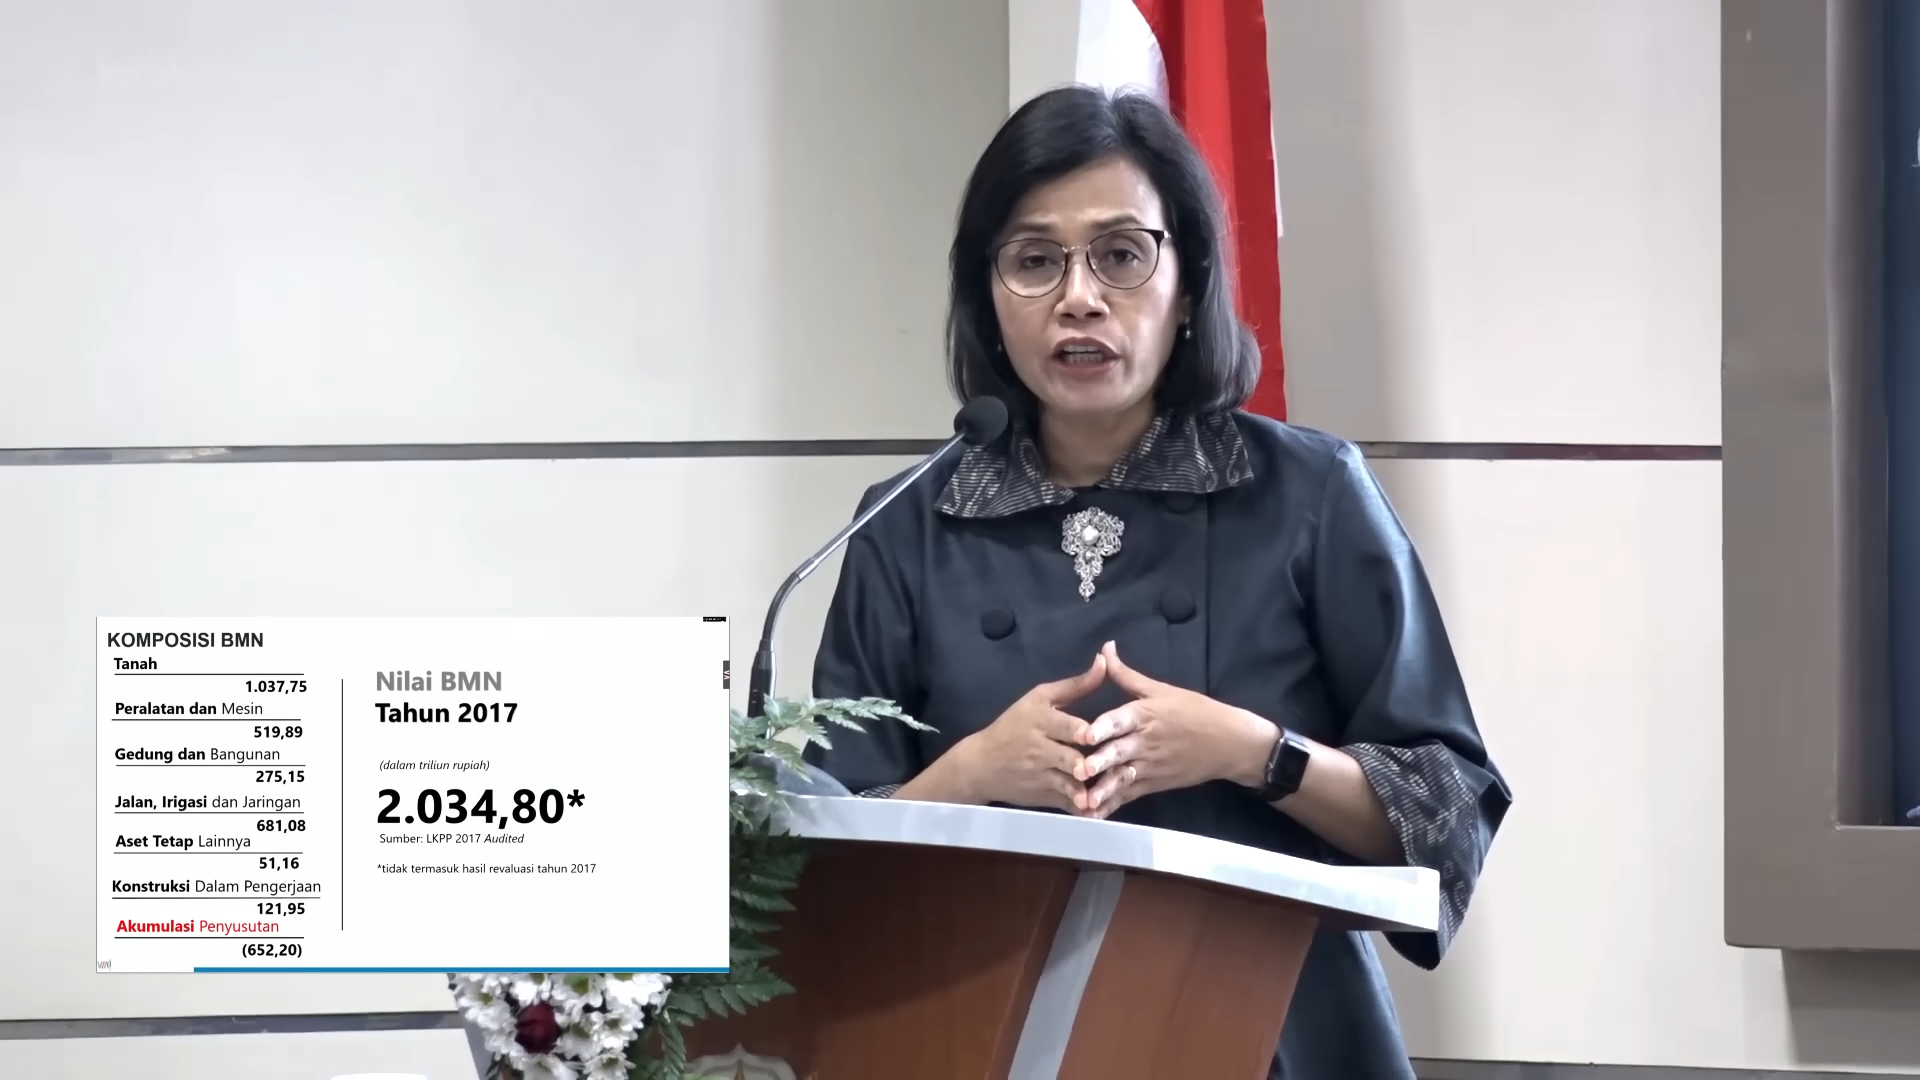 KOMPOSISI BMN
Tanah
1.037,75
Peralatan dan Mesin
519,89
Gedung dan Bangunan
275,15
Jalan, Irigasi dan Jaringan
681,08
Aset Tetap Lainnya
51,16
Konstruksi Dalam Pengerjaan
121,95
Akumulasi Penyusutan
(652,20)
Nilai BMN
Tahun 2017
(dalam triliun rupiah)
2.034,80*
Sumber: LKPP 2017 Audited
*tidak termasuk hasil revaluasi tahun 2017